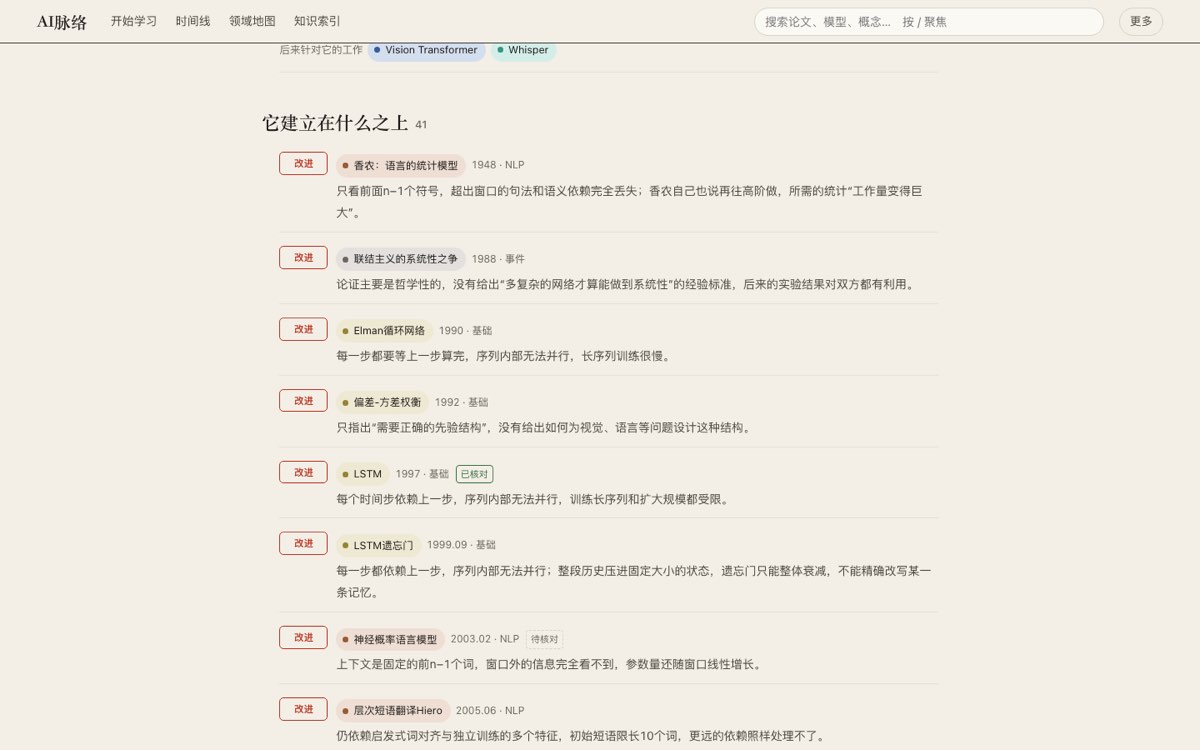 AI脉络 开始学习 时间线 领域地图 知识索引 搜索论文、模型、概念… 按 / 聚焦 更多
后来针对它的工作 Vision Transformer Whisper
它建立在什么之上 41
改进 香农：语言的统计模型 1948 · NLP
只看前面n−1个符号，超出窗口的句法和语义依赖完全丢失；香农自己也说再往高阶做，所需的统计“工作量变得巨
大”。
改进 联结主义的系统性之争 1988 · 事件
论证主要是哲学性的，没有给出“多复杂的网络才算能做到系统性”的经验标准，后来的实验结果对双方都有利用。
改进 Elman循环网络 1990 · 基础
每一步都要等上一步算完，序列内部无法并行，长序列训练很慢。
改进 偏差-方差权衡 1992 · 基础
只指出“需要正确的先验结构”，没有给出如何为视觉、语言等问题设计这种结构。
改进 LSTM 1997 · 基础 已核对
每个时间步依赖上一步，序列内部无法并行，训练长序列和扩大规模都受限。
改进 LSTM遗忘门 1999.09 · 基础
每一步都依赖上一步，序列内部无法并行；整段历史压进固定大小的状态，遗忘门只能整体衰减，不能精确改写某一
条记忆。
改进 神经概率语言模型 2003.02 · NLP 待核对
上下文是固定的前n−1个词，窗口外的信息完全看不到，参数量还随窗口线性增长。
改进 层次短语翻译Hiero 2005.06 · NLP
仍依赖启发式词对齐与独立训练的多个特征，初始短语限长10个词，更远的依赖照样处理不了。